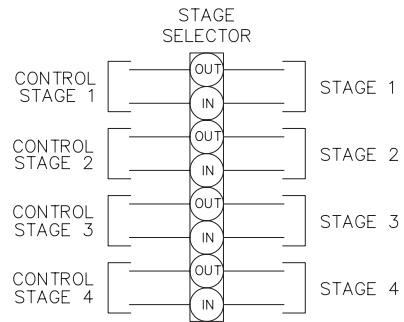 STAGE
SELECTOR
CONTROL
STAGE 1
OUT
IN
STAGE 1
CONTROL
STAGE 2
OUT
IN
STAGE 2
CONTROL
STAGE 3
OUT
IN
STAGE 3
CONTROL
STAGE 4
OUT
IN
STAGE 4